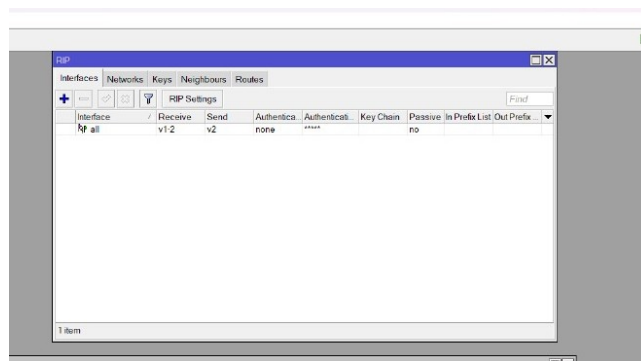 RIP
Interfaces Networks Keys Neighbours Routes
RIP Settings Find
Interface Receive Send Authentica... Authenticati... Key Chain Passive In Prefix List Out Prefix ...
all v1-2 v2 none ***** no
1 item